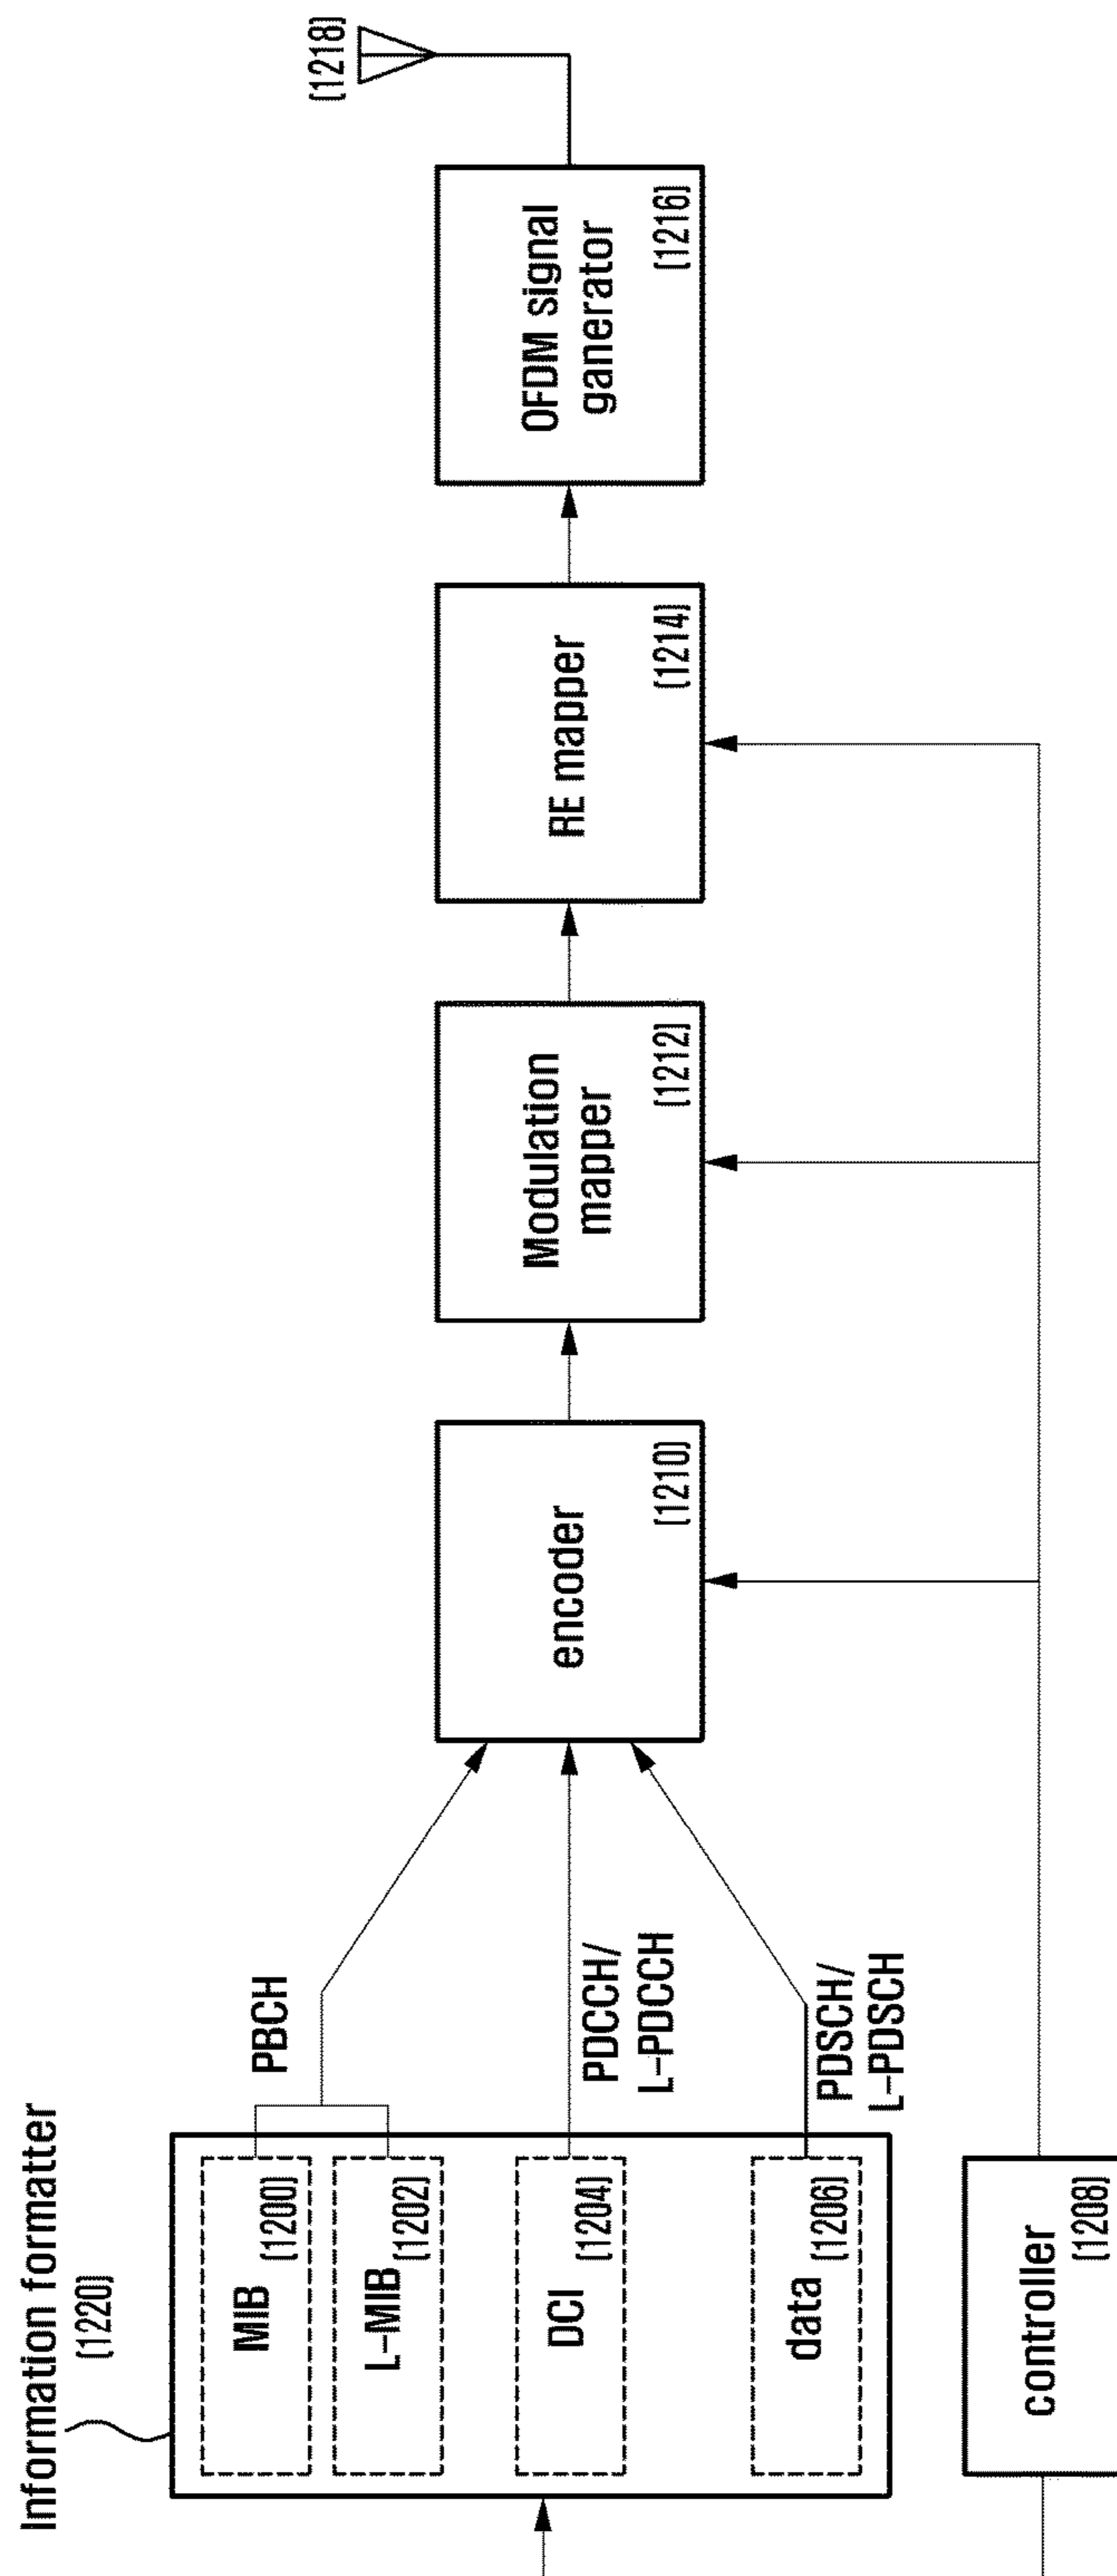 Information formatter
(1220)
MIB
(1200)
L-MIB
(1202)
DCI
(1204)
data
(1206)
PBCH
PDCCH/
L-PDCCH
PDSCH/
L-PDSCH
controller
(1208)
encoder
(1210)
Modulation
mapper
(1212)
RE mapper
(1214)
OFDM signal
ganerator
(1216)
(1218)